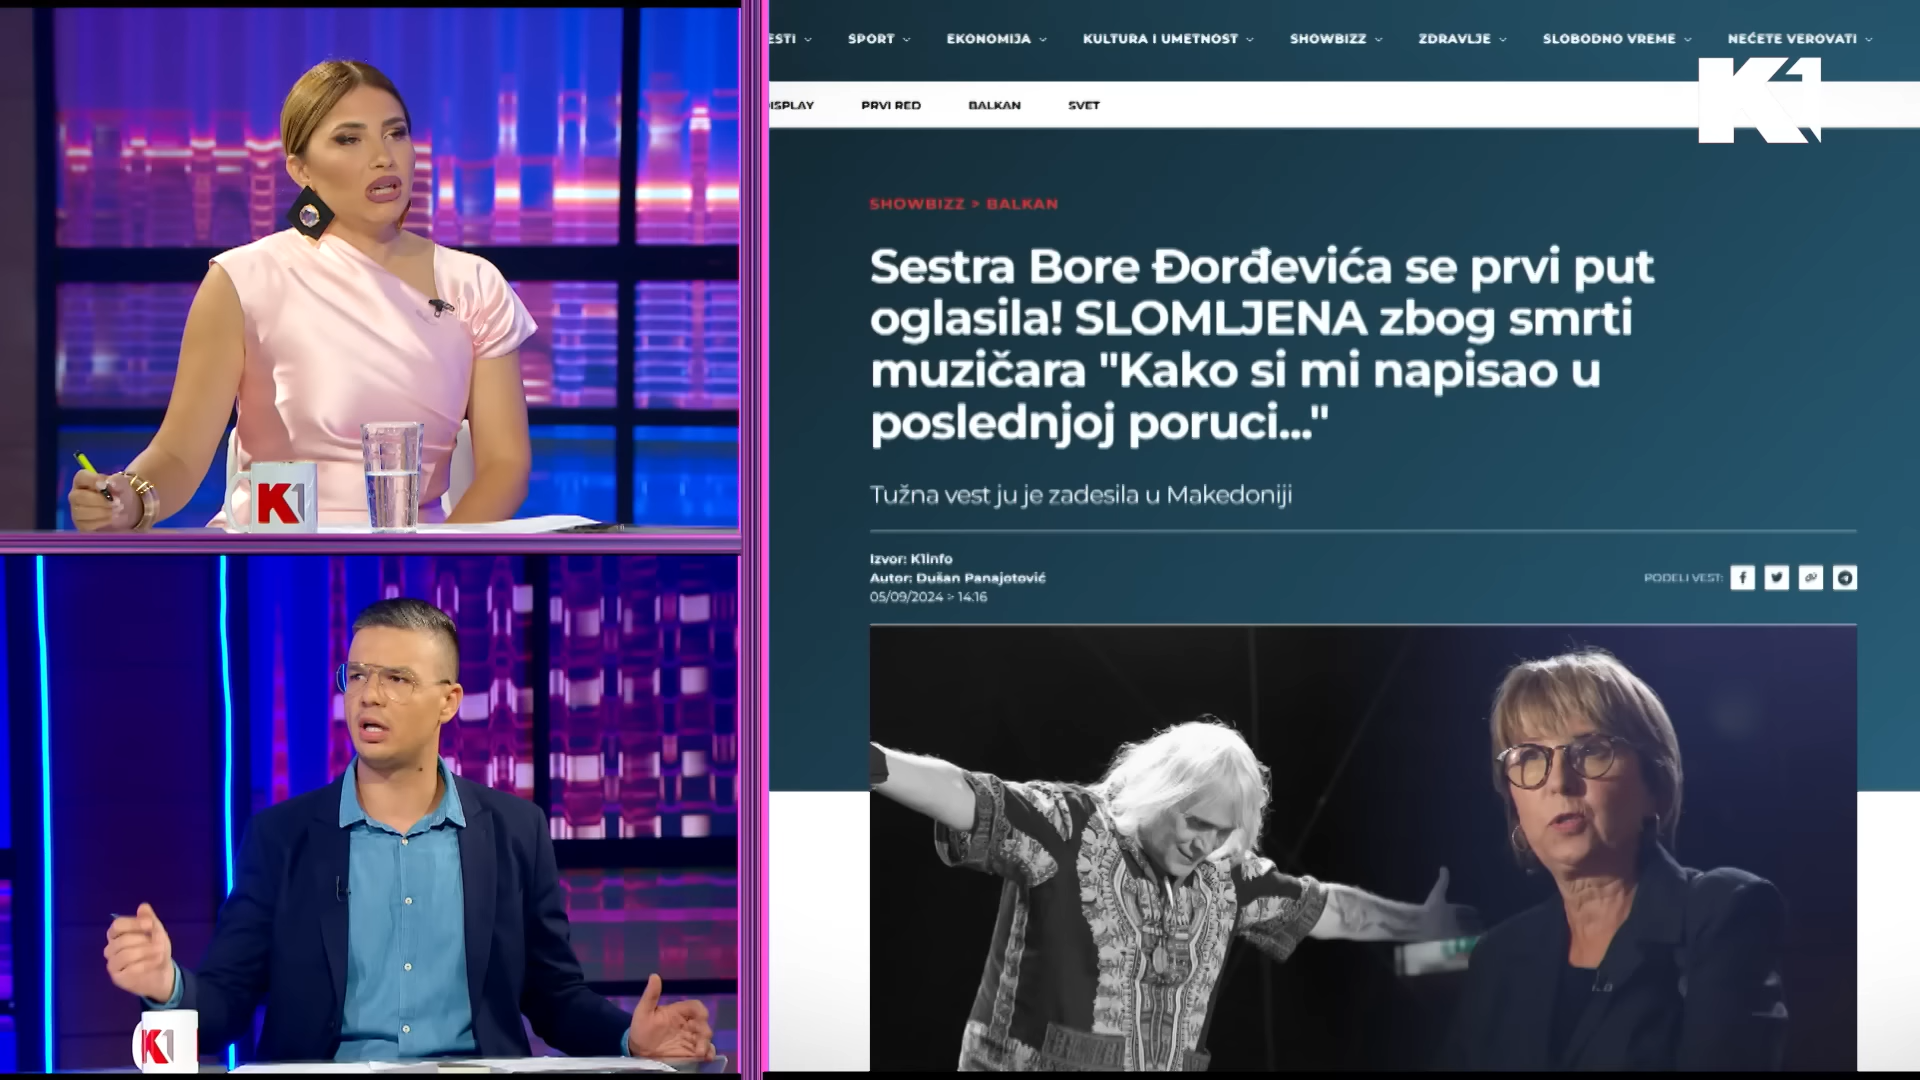 ESTI
SPORT
EKONOMIJA
KULTURA I UMETNOST
SHOWBIZZ
ZDRAVLJE
SLOBODNO VREME
NEĆETE VEROVATI
K1
ISPLAY
PRVI RED
BALKAN
SVET
SHOWBIZZ > BALKAN
Sestra Bore Đorđevića se prvi put
oglasila! SLOMLJENA zbog smrti
muzičara "Kako si mi napisao u
poslednjoj poruci..."
Tužna vest ju je zadesila u Makedoniji
Izvor: K1info
Autor: Dušan Panajotović
05/09/2024 > 14:16
PODELI VEST:
K1
K1